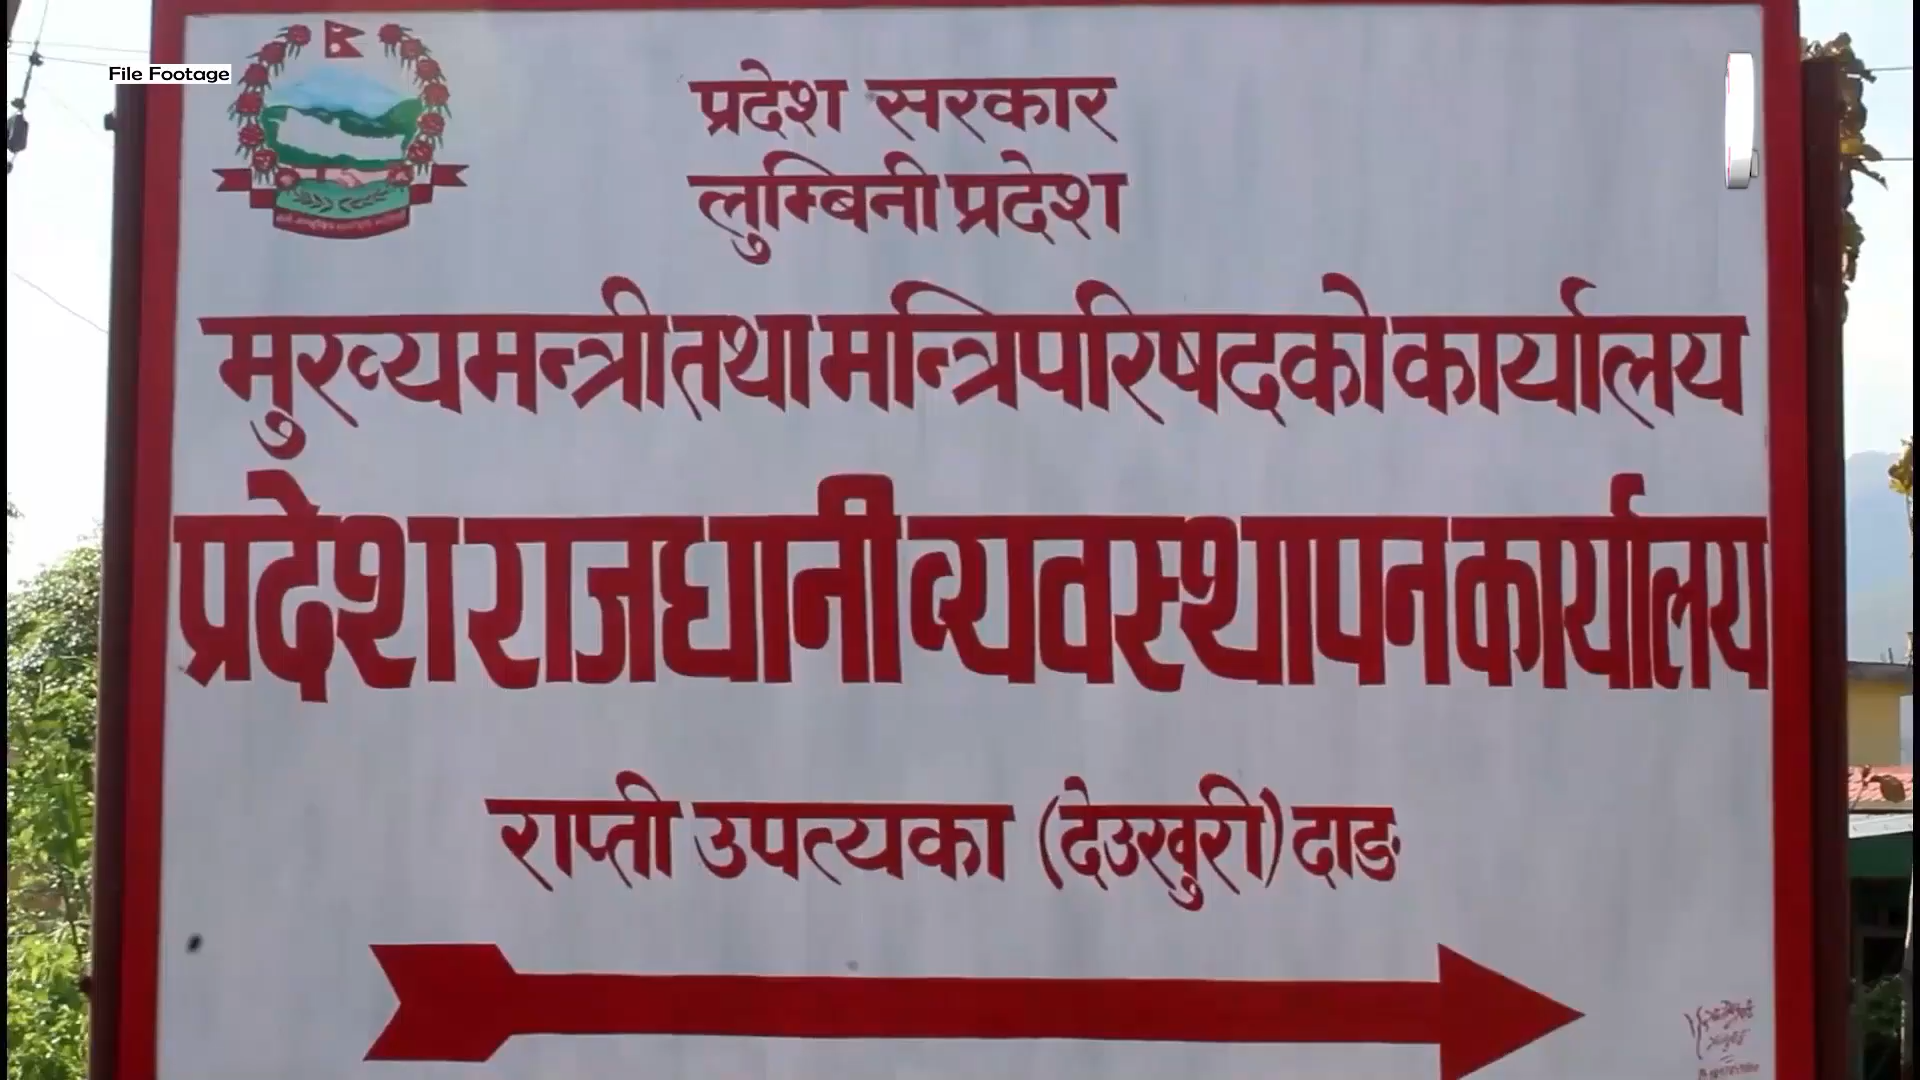 File Footage
प्रदेश सरकार
लुम्बिनी प्रदेश
मुख्यमन्त्री तथा मन्त्रिपरिषदको कार्यालय
प्रदेश राजधानी व्यवस्थापन कार्यालय
राप्ती उपत्यका (देउखुरी) दाङ